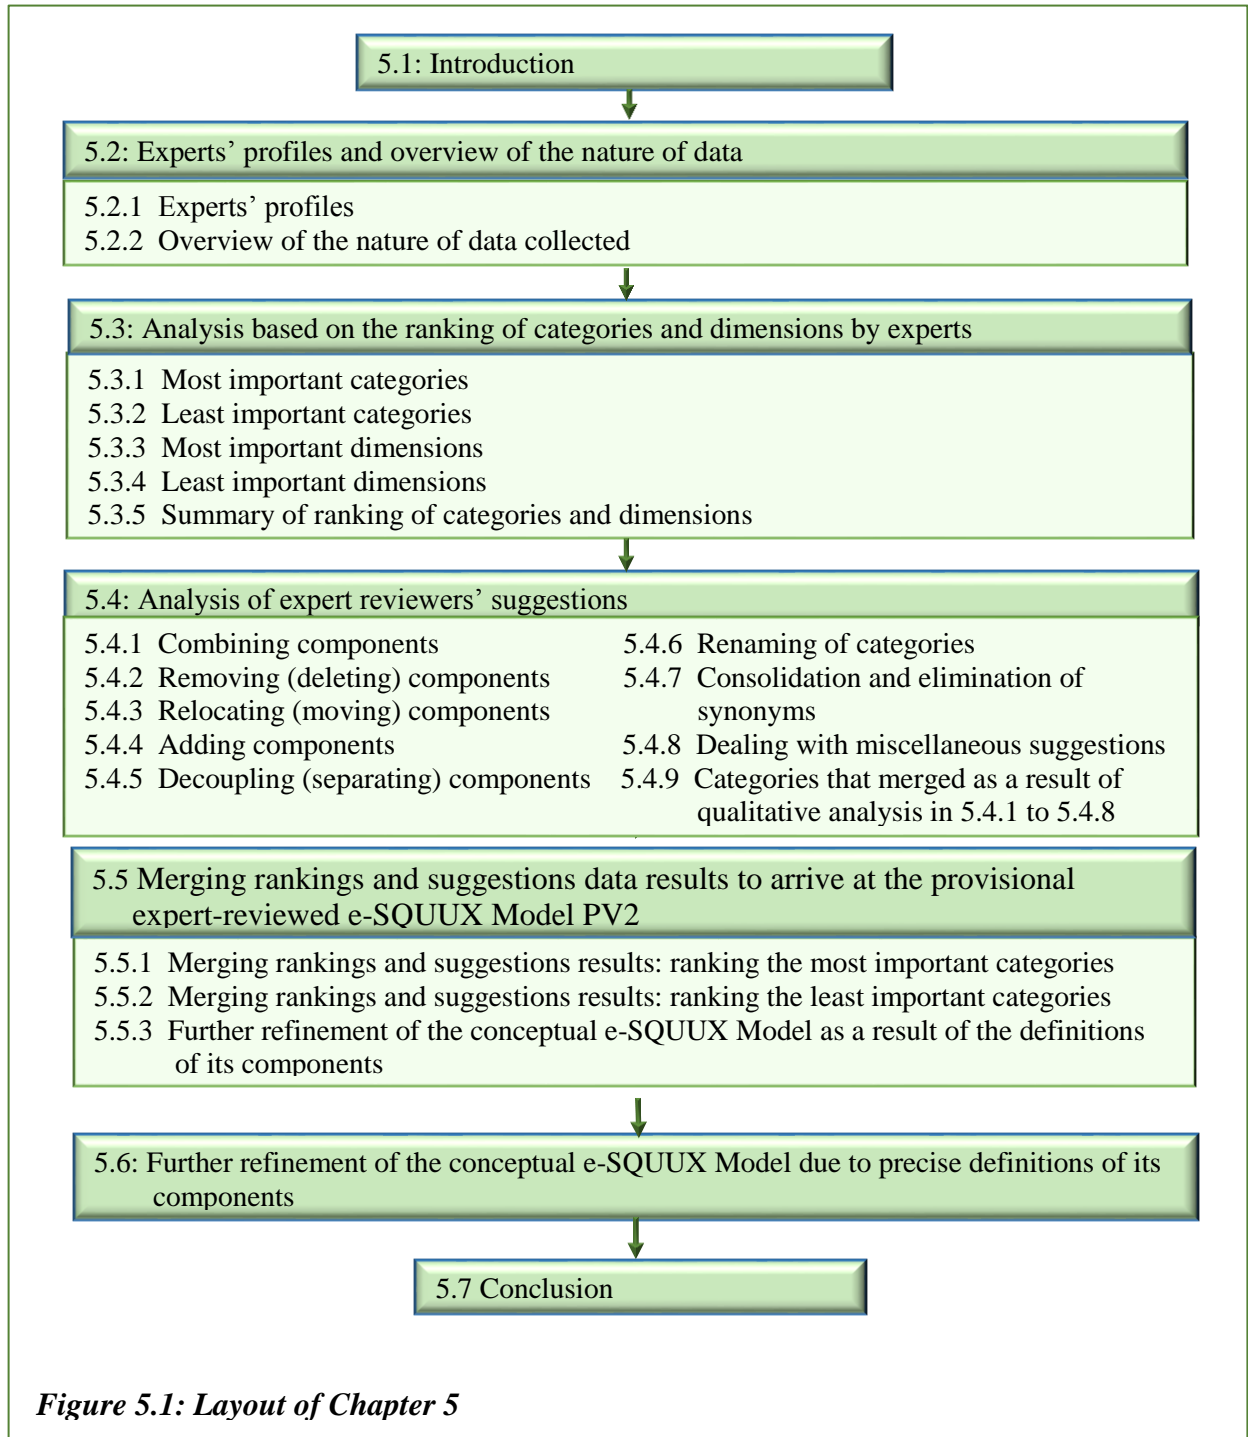 5.1: Introduction
5.2: Experts’ profiles and overview of the nature of data
5.2.1 Experts’ profiles
5.2.2 Overview of the nature of data collected
5.3: Analysis based on the ranking of categories and dimensions by experts
5.3.1 Most important categories
5.3.2 Least important categories
5.3.3 Most important dimensions
5.3.4 Least important dimensions
5.3.5 Summary of ranking of categories and dimensions
5.4: Analysis of expert reviewers’ suggestions
5.4.1 Combining components
5.4.2 Removing (deleting) components
5.4.3 Relocating (moving) components
5.4.4 Adding components
5.4.5 Decoupling (separating) components
5.4.6 Renaming of categories
5.4.7 Consolidation and elimination of
synonyms
5.4.8 Dealing with miscellaneous suggestions
5.4.9 Categories that merged as a result of
qualitative analysis in 5.4.1 to 5.4.8
5.5 Merging rankings and suggestions data results to arrive at the provisional
expert-reviewed e-SQUUX Model PV2
5.5.1 Merging rankings and suggestions results: ranking the most important categories
5.5.2 Merging rankings and suggestions results: ranking the least important categories
5.5.3 Further refinement of the conceptual e-SQUUX Model as a result of the definitions
of its components
5.6: Further refinement of the conceptual e-SQUUX Model due to precise definitions of its
components
5.7 Conclusion
Figure 5.1: Layout of Chapter 5